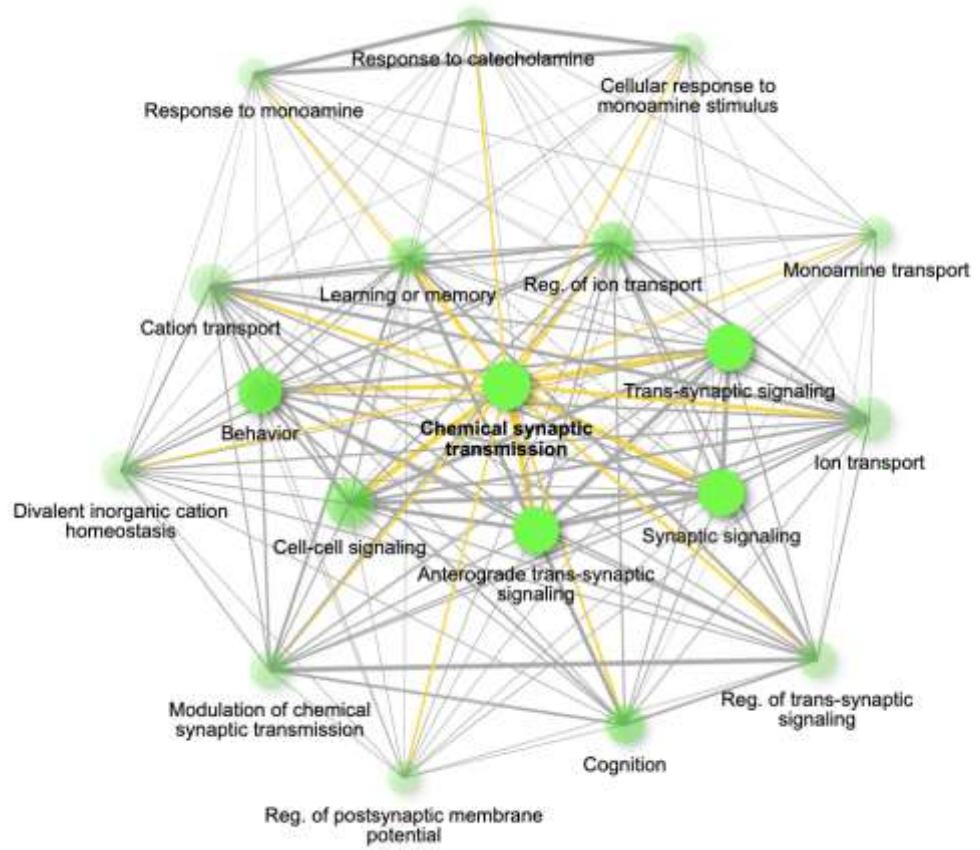 Response to catecholamine
Cellular response to
monoamine stimulus
Response to monoamine
Monoamine transport
Learning or memory
Reg. of ion transport
Cation transport
Trans-synaptic signaling
Behavior
Chemical synaptic
transmission
Ion transport
Divalent inorganic cation
homeostasis
Cell-cell signaling
Synaptic signaling
Anterograde trans-synaptic
signaling
Modulation of chemical
synaptic transmission
Reg. of trans-synaptic
signaling
Cognition
Reg. of postsynaptic membrane
potential